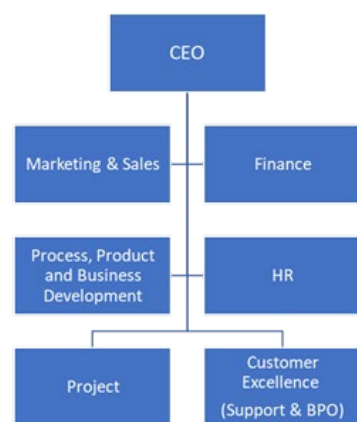 CEO
Marketing & Sales
Finance
Process, Product
and Business
Development
HR
Project
Customer
Excellence
(Support & BPO)